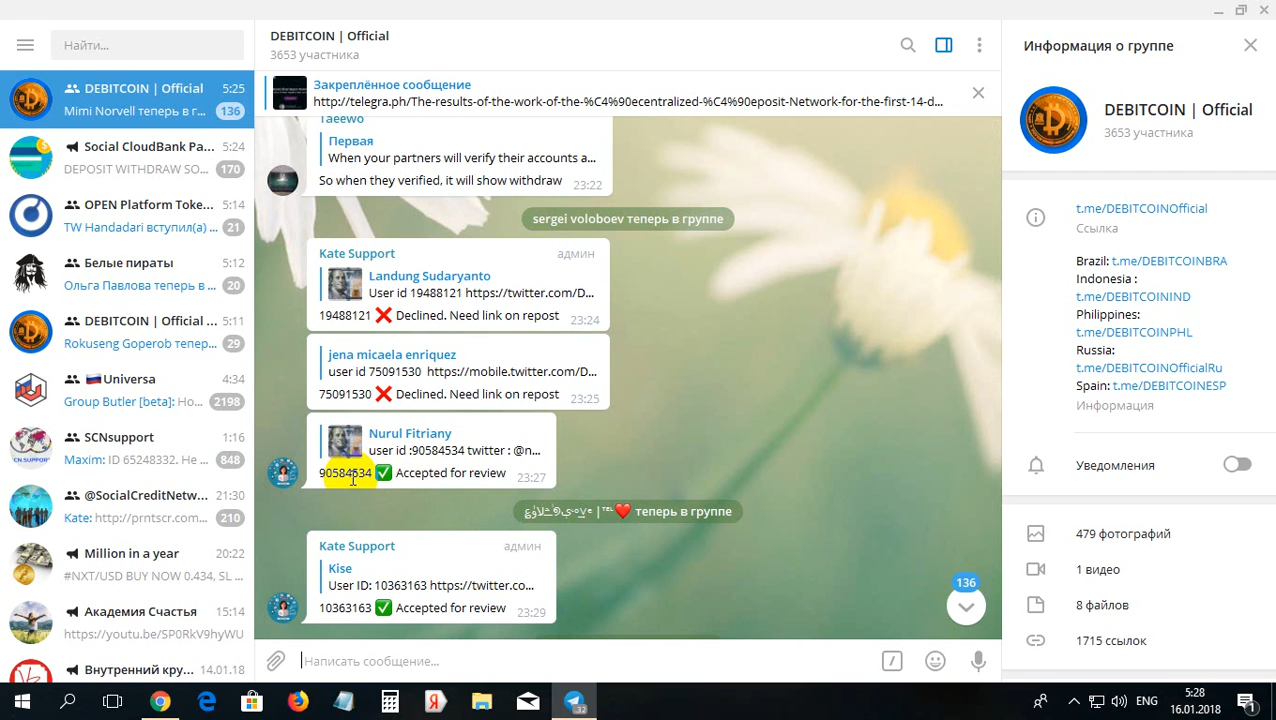 Найти...
DEBITCOIN | Official
5:25
Mimi Norvell теперь в г...
136
Social CloudBank Pa...
5:24
DEPOSIT WITHDRAW SO...
170
OPEN Platform Toke...
5:14
TW Handadari вступил(а) ...
21
Белые пираты
5:12
Ольга Павлова теперь в ...
20
DEBITCOIN | Official ...
5:11
Rokuseng Goperob тепер...
29
Universa
4:34
Group Butler [beta]: Но...
2198
SCNsupport
1:16
Maxim: ID 65248332. Не...
848
@SocialCreditNetw...
21:30
Kate: http://prntscr.com...
210
Million in a year
20:22
#NXT/USD BUY NOW 0.434, SL ...
Академия Счастья
15:14
https://youtu.be/SP0RkV9hyWU
Внутренний кру...
14.01.18
DEBITCOIN | Official
3653 участника
Закреплённое сообщение
http://telegra.ph/The-results-of-the-work-of-the-%C4%90ecentralized-%C4%90eposit-Network-for-the-first-14-d...
Taeewo
Первая
When your partners will verify their accounts a...
So when they verified, it will show withdraw
23:22
sergei voloboev теперь в группе
Kate Support
админ
Landung Sudaryanto
User id 19488121 https://twitter.com/D...
19488121 ❌ Declined. Need link on repost
23:24
jena micaela enriquez
user id 75091530 https://mobile.twitter.com/D...
75091530 ❌ Declined. Need link on repost
23:25
Nurul Fitriany
user id :90584534 twitter : @n...
90584534 ✅ Accepted for review
23:27
теперь в группе
Kate Support
админ
Kise
User ID: 10363163 https://twitter.co...
10363163 ✅ Accepted for review
23:29
136
Написать сообщение...
Информация о группе
DEBITCOIN | Official
3653 участника
t.me/DEBITCOINOfficial
Ссылка
Brazil: t.me/DEBITCOINBRA
Indonesia :
t.me/DEBITCOININD
Philippines:
t.me/DEBITCOINPHL
Russia:
t.me/DEBITCOINOfficialRu
Spain: t.me/DEBITCOINESP
Информация
Уведомления
479 фотографий
1 видео
8 файлов
1715 ссылок
ENG
5:28
16.01.2018